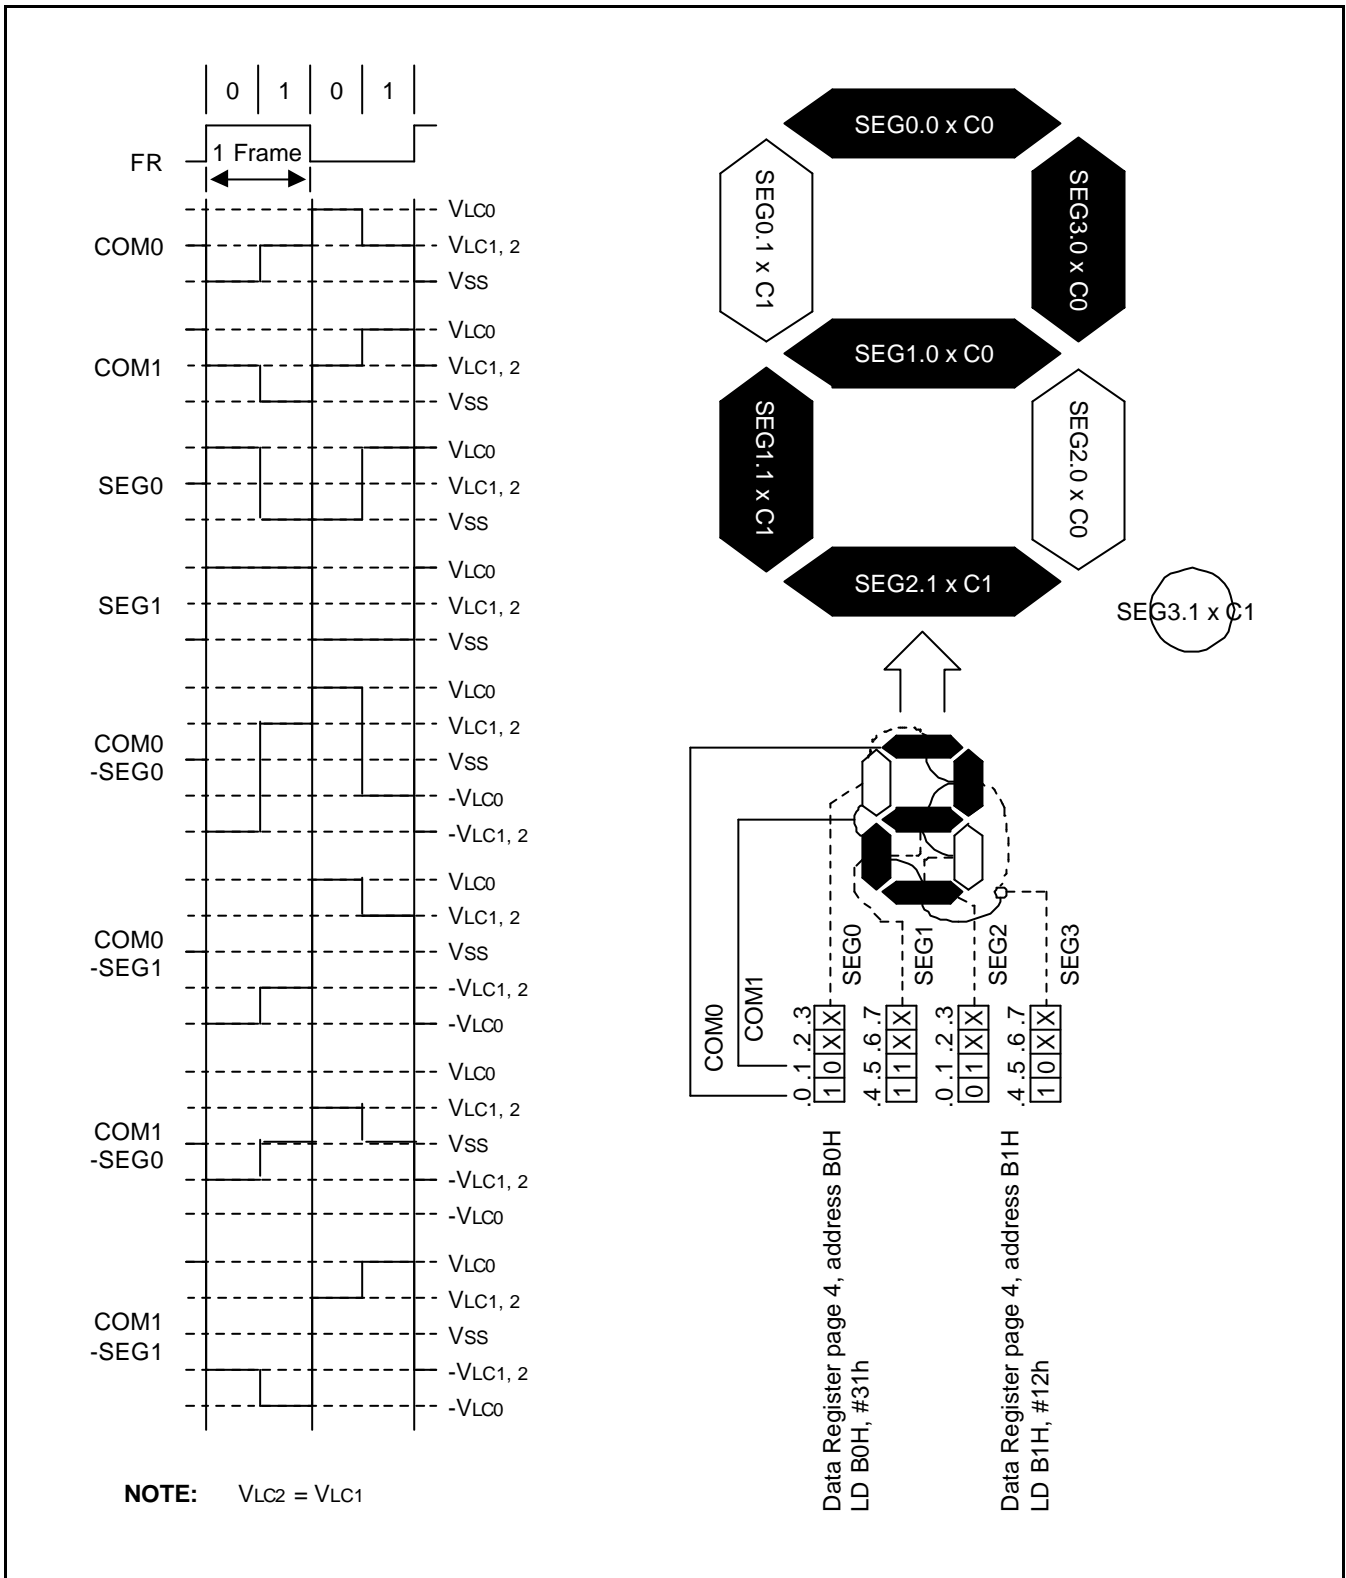 0 1 0 1
FR
1 Frame
COM0
VLC0
VLC1, 2
VSS
COM1
VLC0
VLC1, 2
VSS
SEG0
VLC0
VLC1, 2
VSS
SEG1
VLC0
VLC1, 2
VSS
COM0
-SEG0
VLC0
VLC1, 2
VSS
-VLC0
-VLC1, 2
COM0
-SEG1
VLC0
VLC1, 2
VSS
-VLC1, 2
-VLC0
COM1
-SEG0
VLC0
VLC1, 2
VSS
-VLC1, 2
-VLC0
COM1
-SEG1
VLC0
VLC1, 2
VSS
-VLC1, 2
-VLC0
NOTE: VLC2 = VLC1
SEG0.0 x C0
SEG0.1 x C1
SEG3.0 x C0
SEG1.0 x C0
SEG1.1 x C1
SEG2.0 x C0
SEG2.1 x C1
SEG3.1 x C1
COM0
COM1
SEG0
SEG1
SEG2
SEG3
.0 .1 .2 .3
1 0 X X
.4 .5 .6 .7
1 1 X X
.0 .1 .2 .3
0 1 X X
.4 .5 .6 .7
1 0 X X
Data Register page 4, address B0H
LD B0H, #31h
Data Register page 4, address B1H
LD B1H, #12h